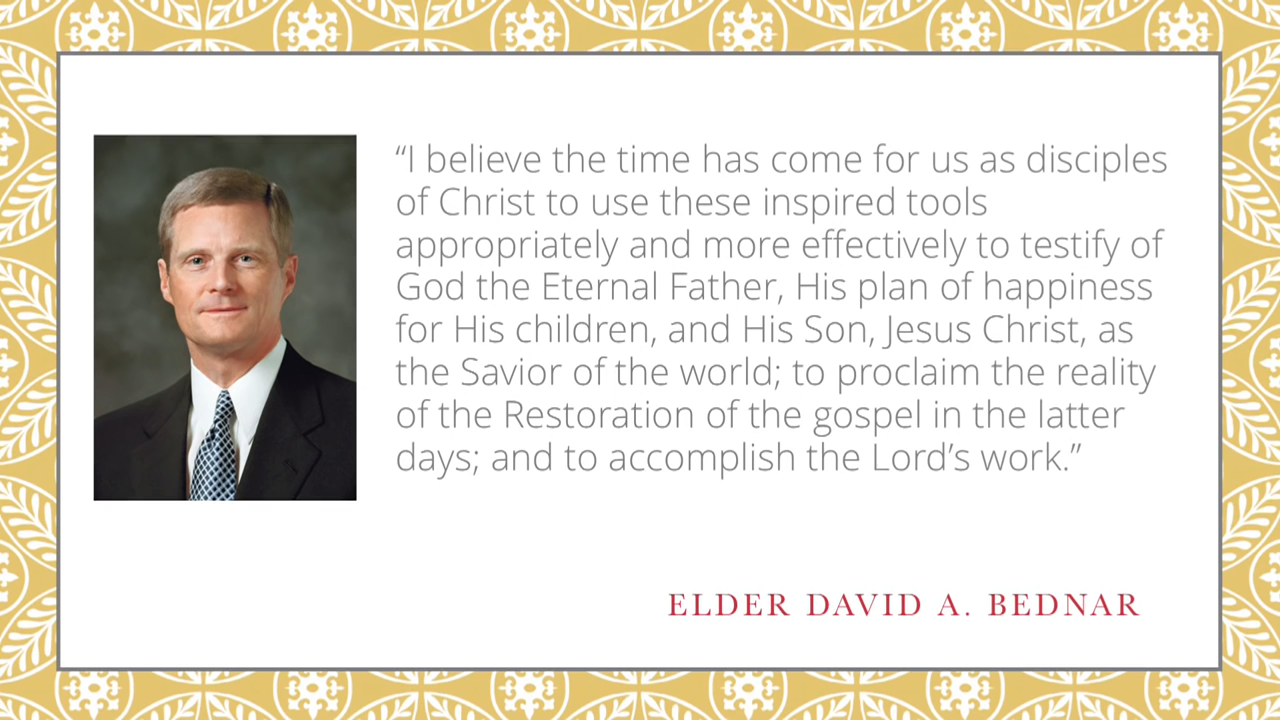 “I believe the time has come for us as disciples
of Christ to use these inspired tools
appropriately and more effectively to testify of
God the Eternal Father, His plan of happiness
for His children, and His Son, Jesus Christ, as
the Savior of the world; to proclaim the reality
of the Restoration of the gospel in the latter
days; and to accomplish the Lord’s work.”
ELDER DAVID A. BEDNAR